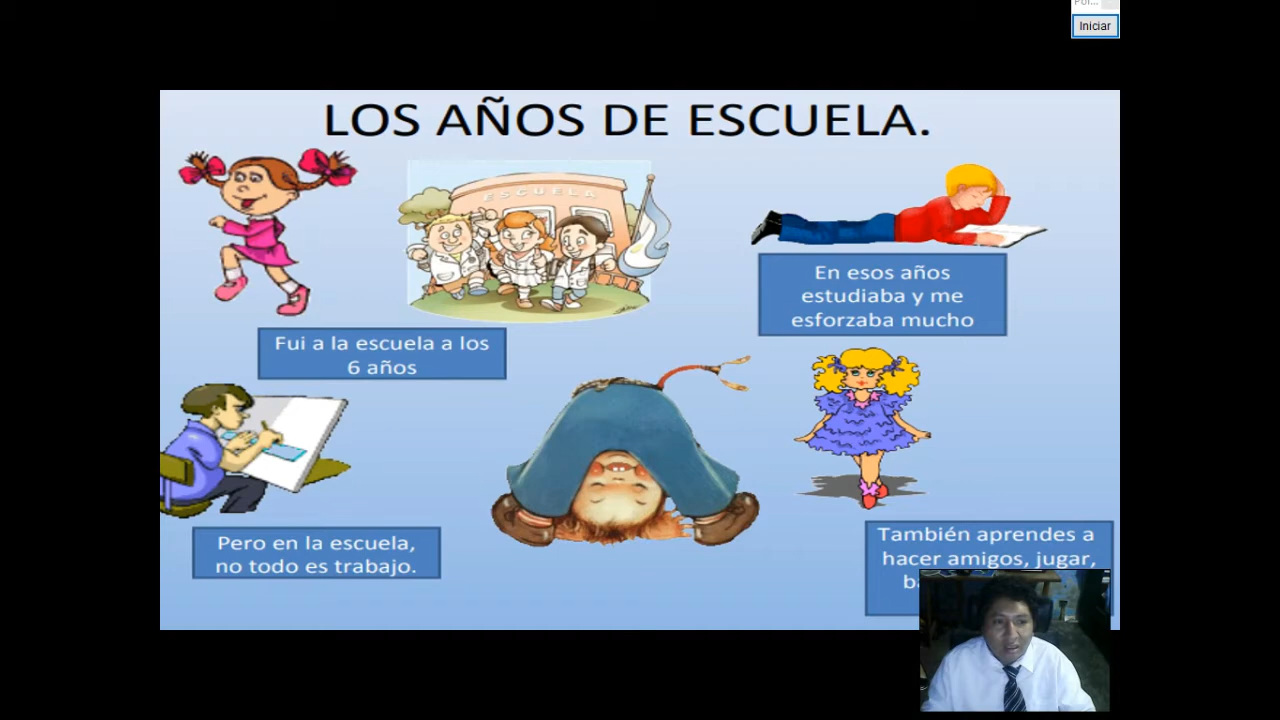 Iniciar
LOS AÑOS DE ESCUELA.
ESCUELA
En esos años
estudiaba y me
esforzaba mucho
Fui a la escuela a los
6 años
Pero en la escuela,
no todo es trabajo.
También aprendes a
hacer amigos, jugar,